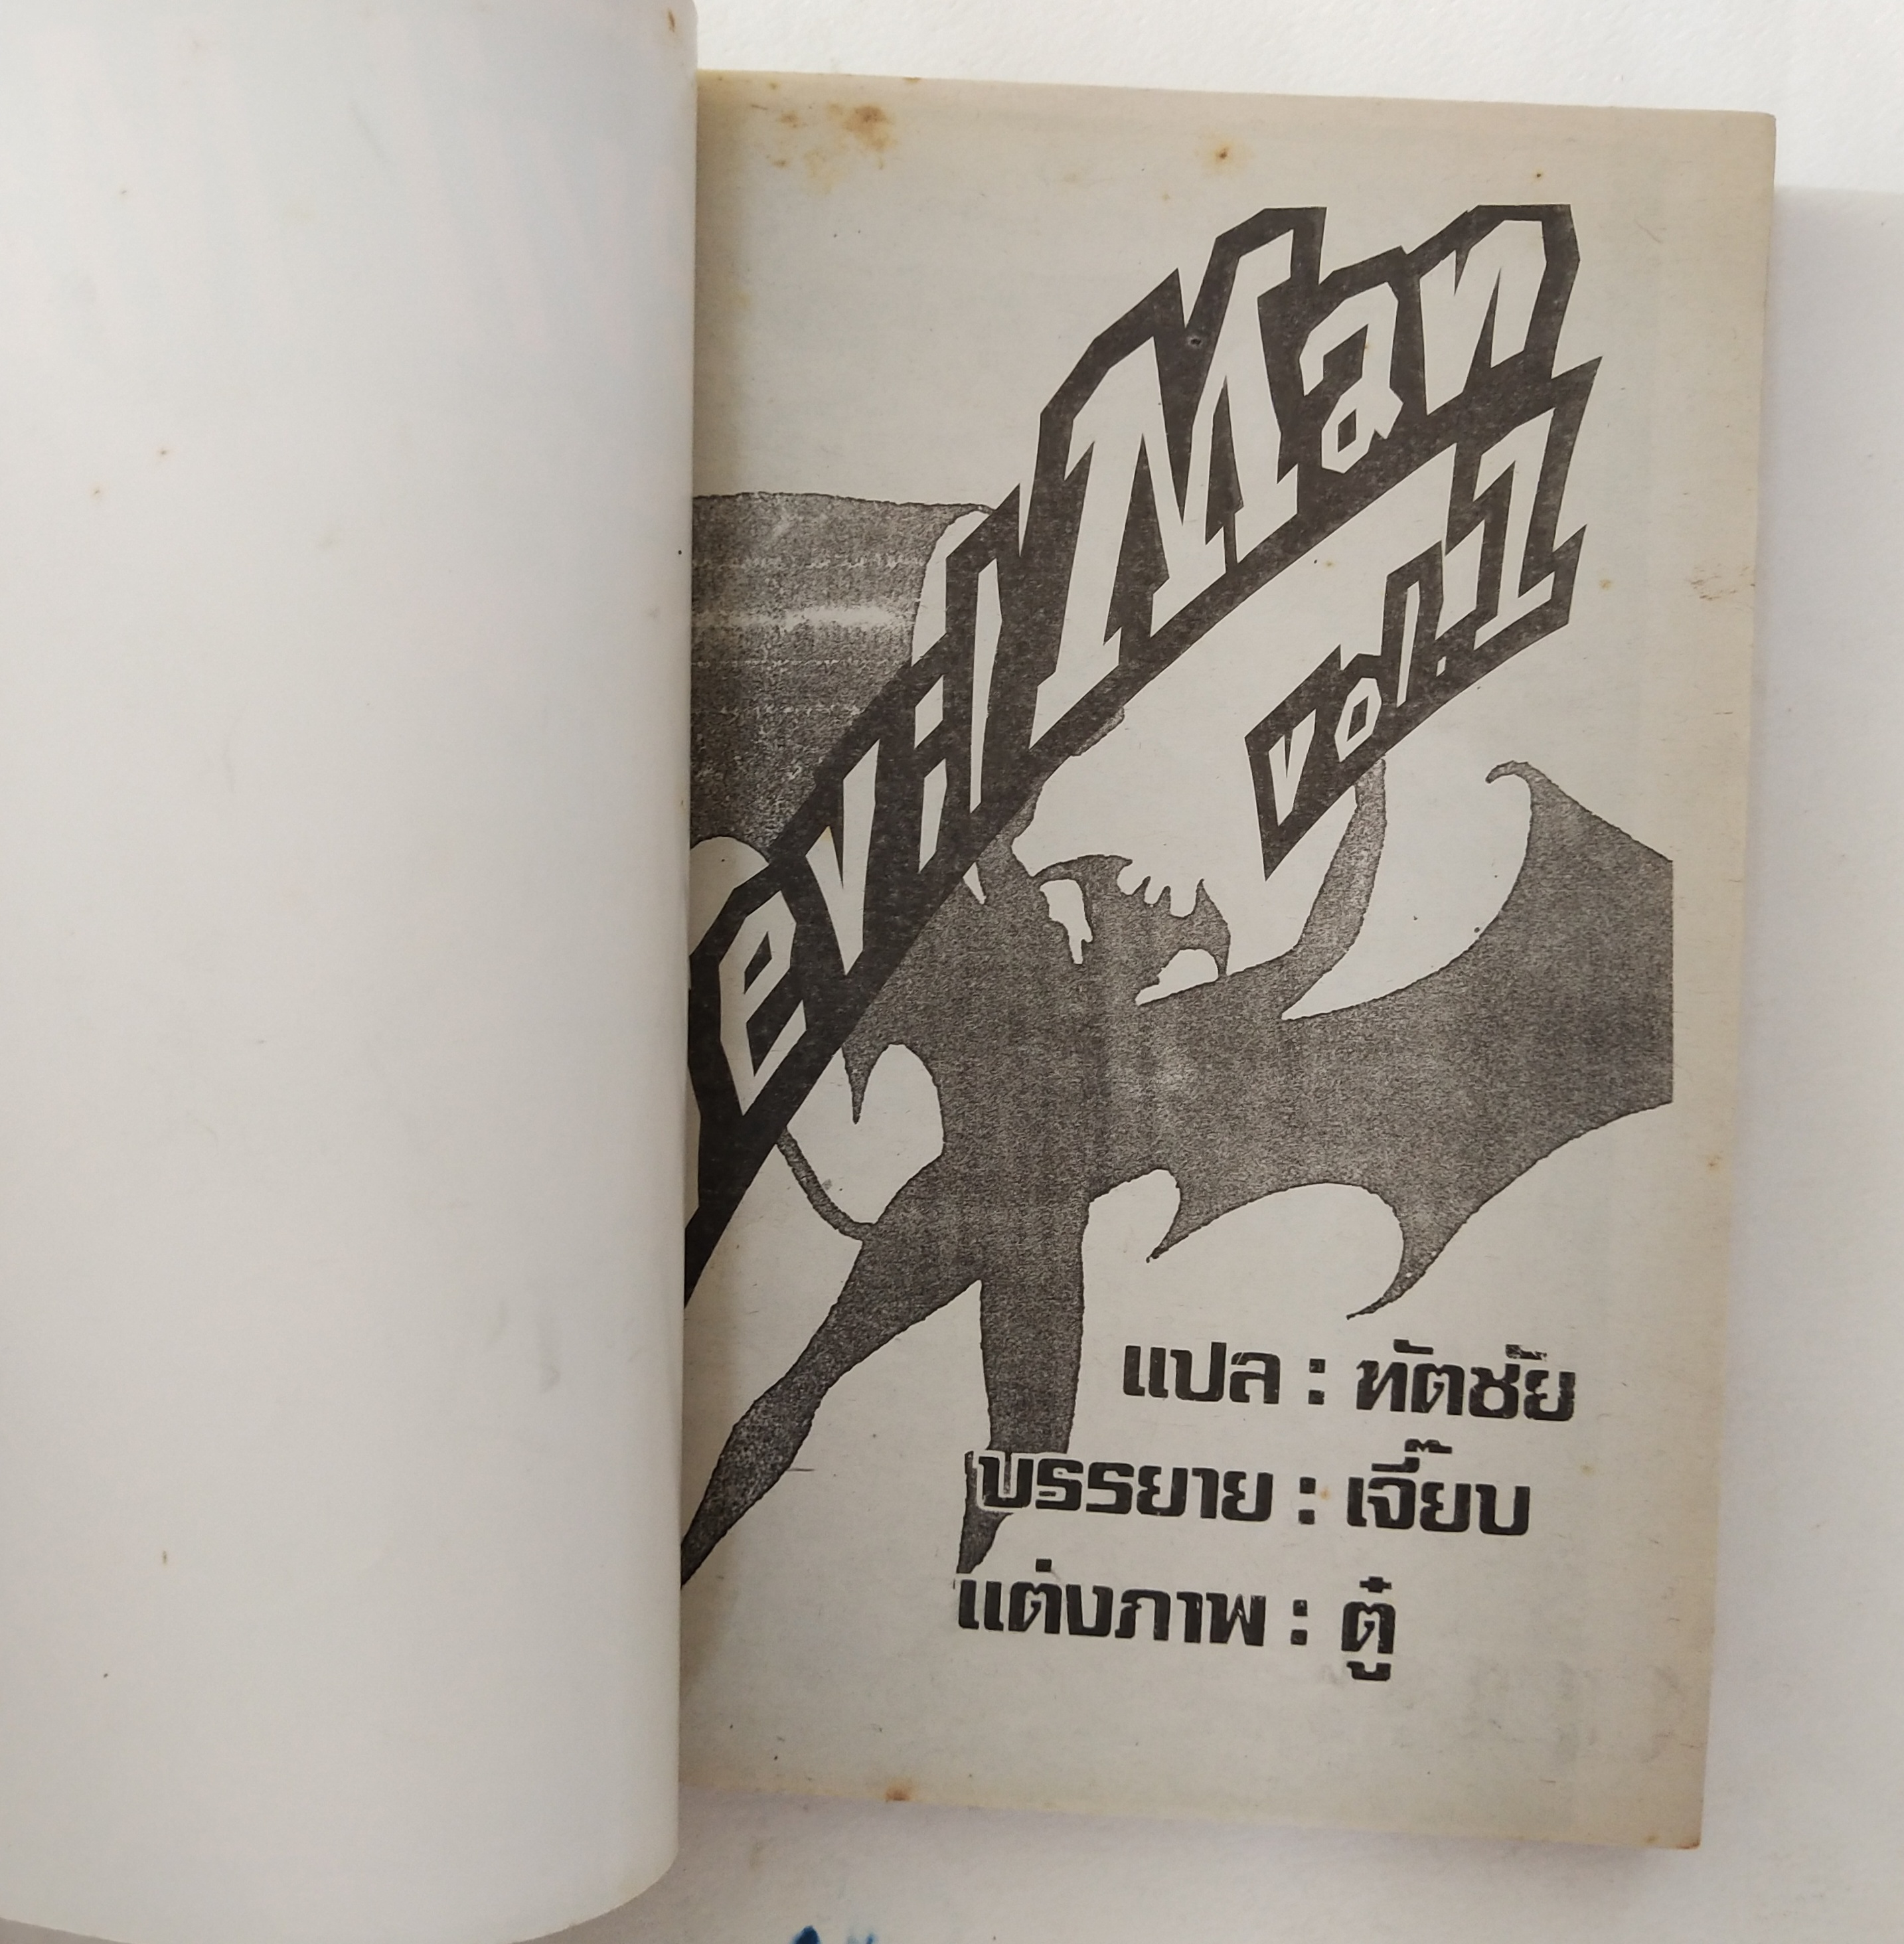 evil Man
vol.1
แปล : ทัตชัย
บรรยาย : เจี๊ยบ
แต่งภาพ : ตู๋